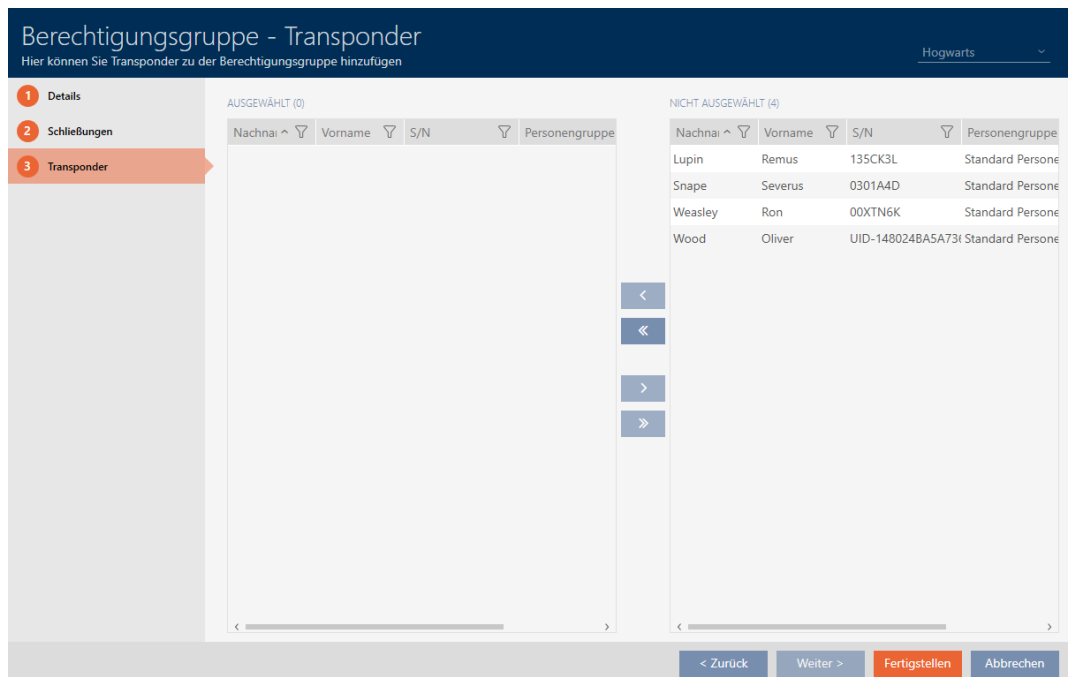 Berechtigungsgruppe - Transponder
Hier können Sie Transponder zu der Berechtigungsgruppe hinzufügen
Hogwarts
1 Details
2 Schließungen
3 Transponder
AUSGEWÄHLT (0)
Nachnai Vorname S/N Personengruppe
NICHT AUSGEWÄHLT (4)
Nachnai Vorname S/N Personengruppe
Lupin Remus 135CK3L Standard Persone
Snape Severus 0301A4D Standard Persone
Weasley Ron 00XTN6K Standard Persone
Wood Oliver UID-148024BA5A736 Standard Persone
< Zurück Weiter > Fertigstellen Abbrechen